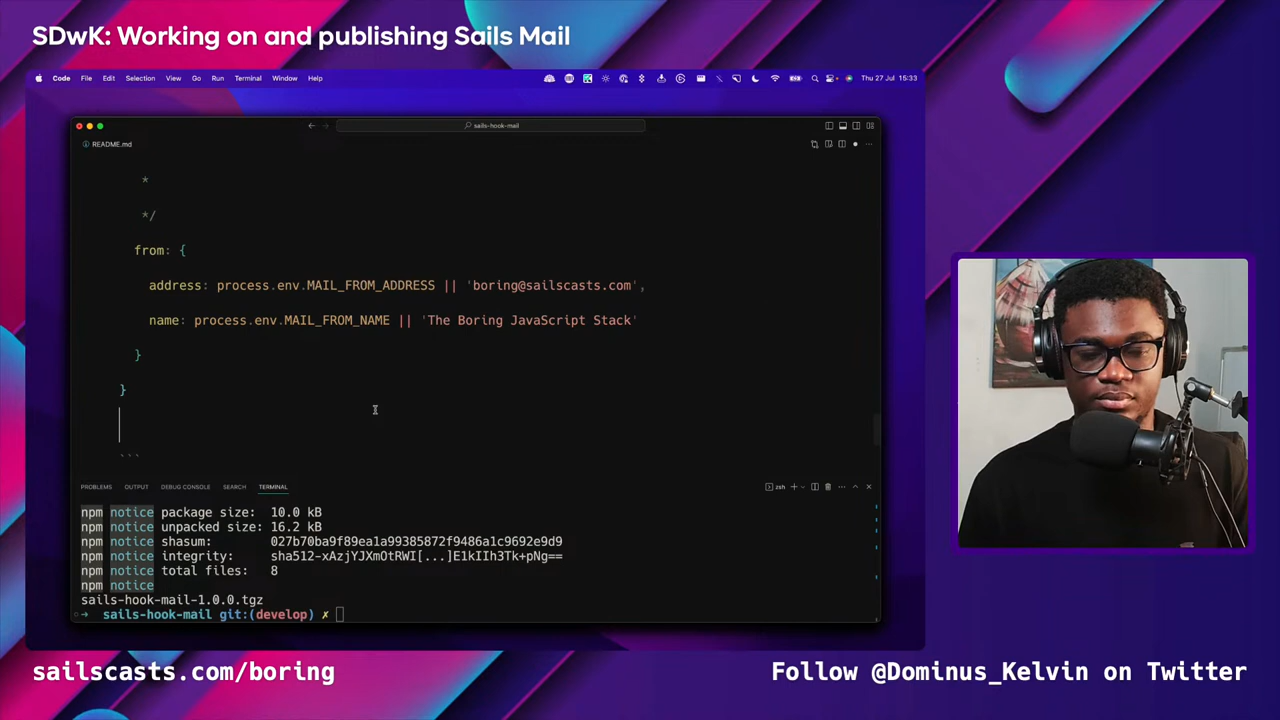 SDwK: Working on and publishing Sails Mail
Code File Edit Selection View Go Run Terminal Window Help
Thu 27 Jul 15:33
sails-hook-mail
README.md
*
*/
from: {
address: process.env.MAIL_FROM_ADDRESS || 'boring@sailscasts.com',
name: process.env.MAIL_FROM_NAME || 'The Boring JavaScript Stack'
}
}
```
PROBLEMS OUTPUT DEBUG CONSOLE SEARCH TERMINAL
zsh
npm notice package size: 10.0 kB
npm notice unpacked size: 16.2 kB
npm notice shasum: 027b70ba9f89ea1a99385872f9486a1c9692e9d9
npm notice integrity: sha512-xAzjYJXmOtRWI[...]E1kIIh3Tk+pNg==
npm notice total files: 8
npm notice
sails-hook-mail-1.0.0.tgz
→ sails-hook-mail git:(develop) ✗
sailscasts.com/boring
Follow @Dominus_Kelvin on Twitter